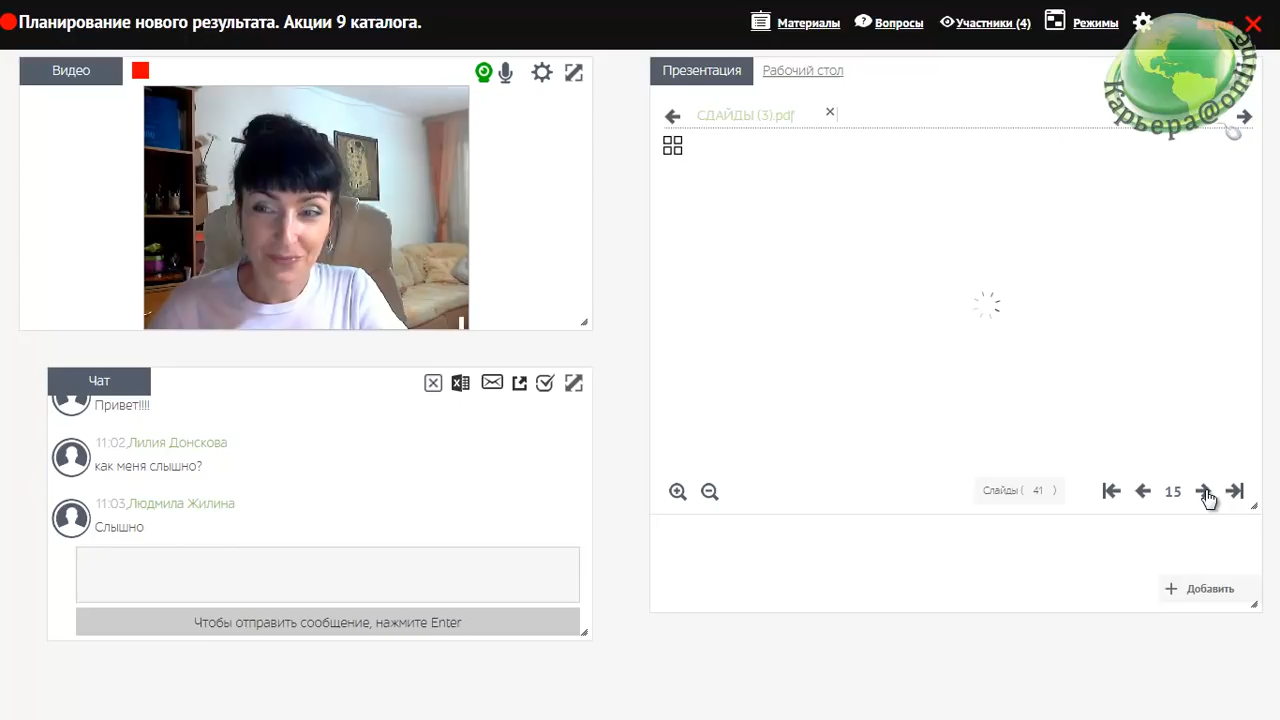 Планирование нового результата. Акции 9 каталога.
Материалы
Вопросы
Участники (4)
Режимы
Карьера@online
Видео
Презентация
Рабочий стол
СДАЙДЫ (3).pdf
Чат
Привет!!!!
11:02,Лилия Донскова
как меня слышно?
11:03,Людмила Жилина
Слышно
Чтобы отправить сообщение, нажмите Enter
Слайды ( 41 )
15
Добавить